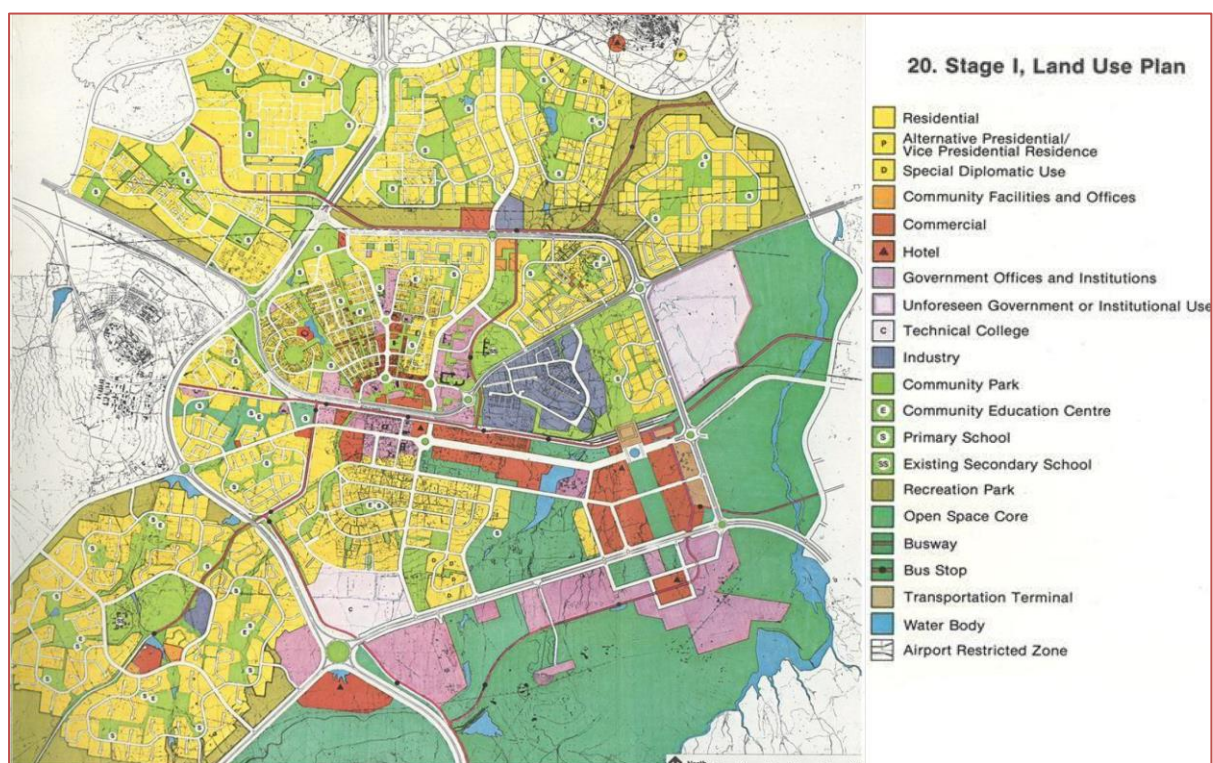 20. Stage I, Land Use Plan
Residential
P
Alternative Presidential/
Vice Presidential Residence
D
Special Diplomatic Use
Community Facilities and Offices
Commercial
Hotel
Government Offices and Institutions
Unforeseen Government or Institutional Use
C
Technical College
Industry
Community Park
E
Community Education Centre
S
Primary School
SS
Existing Secondary School
Recreation Park
Open Space Core
Busway
Bus Stop
Transportation Terminal
Water Body
Airport Restricted Zone
North